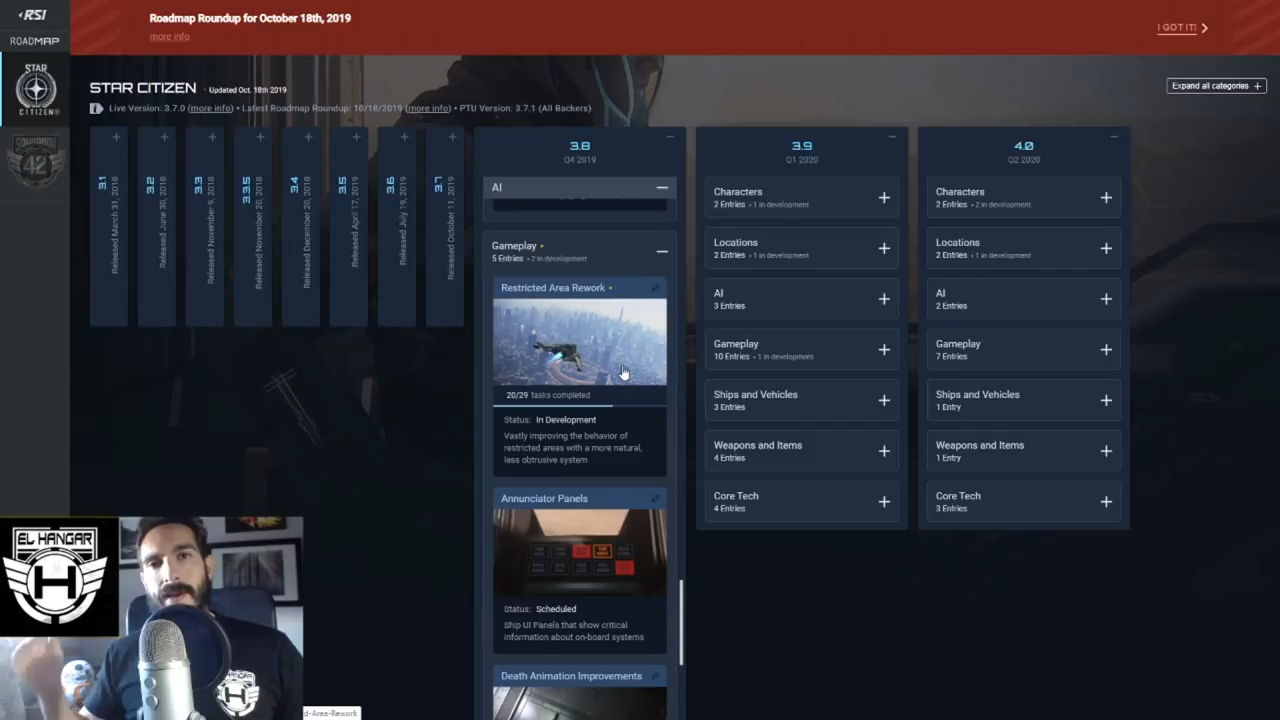 RSI
ROADMAP
STAR CITIZEN®
SQUADRON 42
Roadmap Roundup for October 18th, 2019
more info
I GOT IT!
STAR CITIZEN • Updated Oct. 18th 2019
Live Version: 3.7.0 (more info) • Latest Roadmap Roundup: 10/18/2019 (more info) • PTU Version: 3.7.1 (All Backers)
Expand all categories +
3.1 Released March 31, 2018
3.2 Released June 30, 2018
3.3 Released November 9, 2018
3.3.5 Released November 20, 2018
3.4 Released December 20, 2018
3.5 Released April 17, 2019
3.6 Released July 19, 2019
3.7 Released October 11, 2019
3.8
Q4 2019
AI
Gameplay •
5 Entries • 2 in development
Restricted Area Rework •
20/29 tasks completed
Status: In Development
Vastly improving the behavior of
restricted areas with a more natural,
less obtrusive system
Annunciator Panels
Status: Scheduled
Ship UI Panels that show critical
information about on-board systems
Death Animation Improvements
3.9
Q1 2020
Characters
2 Entries • 1 in development
Locations
2 Entries • 1 in development
AI
3 Entries
Gameplay
10 Entries • 1 in development
Ships and Vehicles
3 Entries
Weapons and Items
4 Entries
Core Tech
4 Entries
4.0
Q2 2020
Characters
2 Entries • 2 in development
Locations
2 Entries • 1 in development
AI
2 Entries
Gameplay
7 Entries
Ships and Vehicles
1 Entry
Weapons and Items
1 Entry
Core Tech
3 Entries
EL HANGAR
H
d-Area-Rework